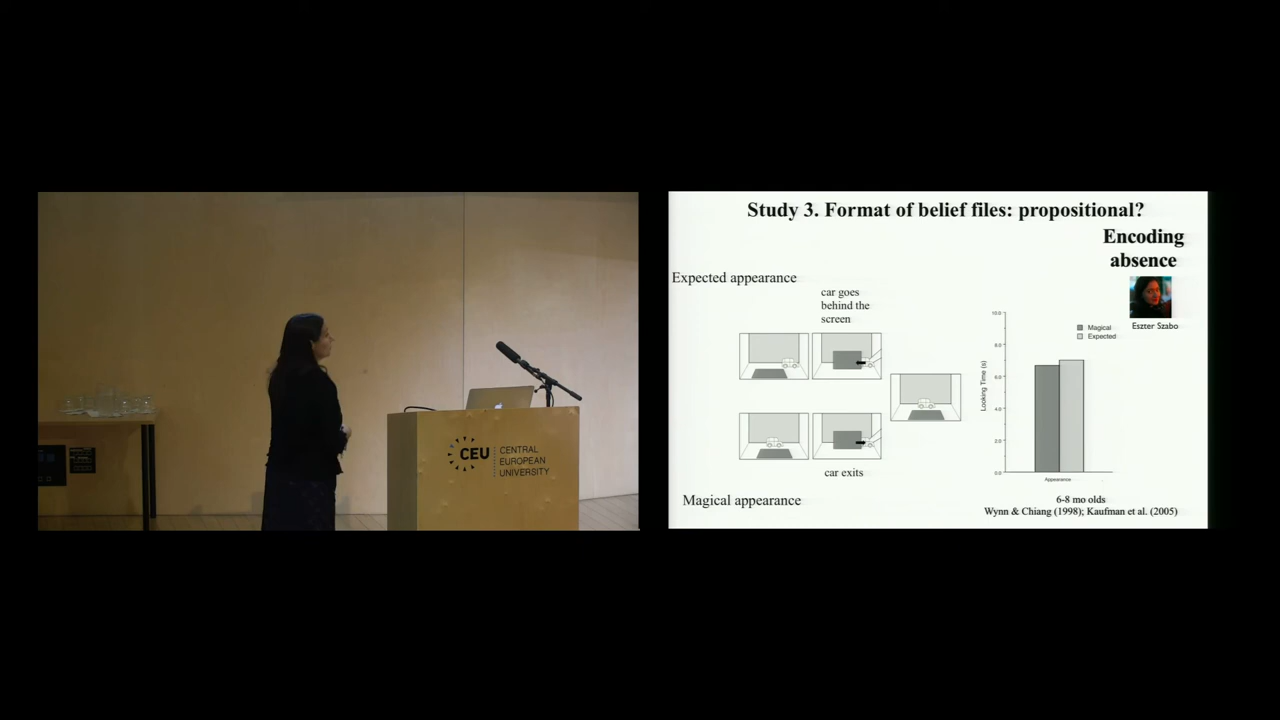 CEU
CENTRAL
EUROPEAN
UNIVERSITY
Study 3. Format of belief files: propositional?
Encoding
absence
Eszter Szabo
Expected appearance
car goes
behind the
screen
car exits
Magical appearance
Magical
Expected
Looking Time (s)
10.0
8.0
6.0
4.0
2.0
0.0
Appearance
6-8 mo olds
Wynn & Chiang (1998); Kaufman et al. (2005)